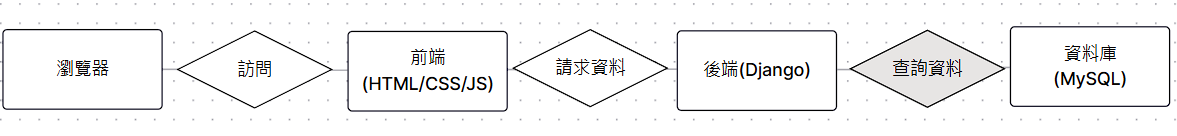 瀏覽器
訪問
前端
(HTML/CSS/JS)
請求資料
後端(Django)
查詢資料
資料庫
(MySQL)